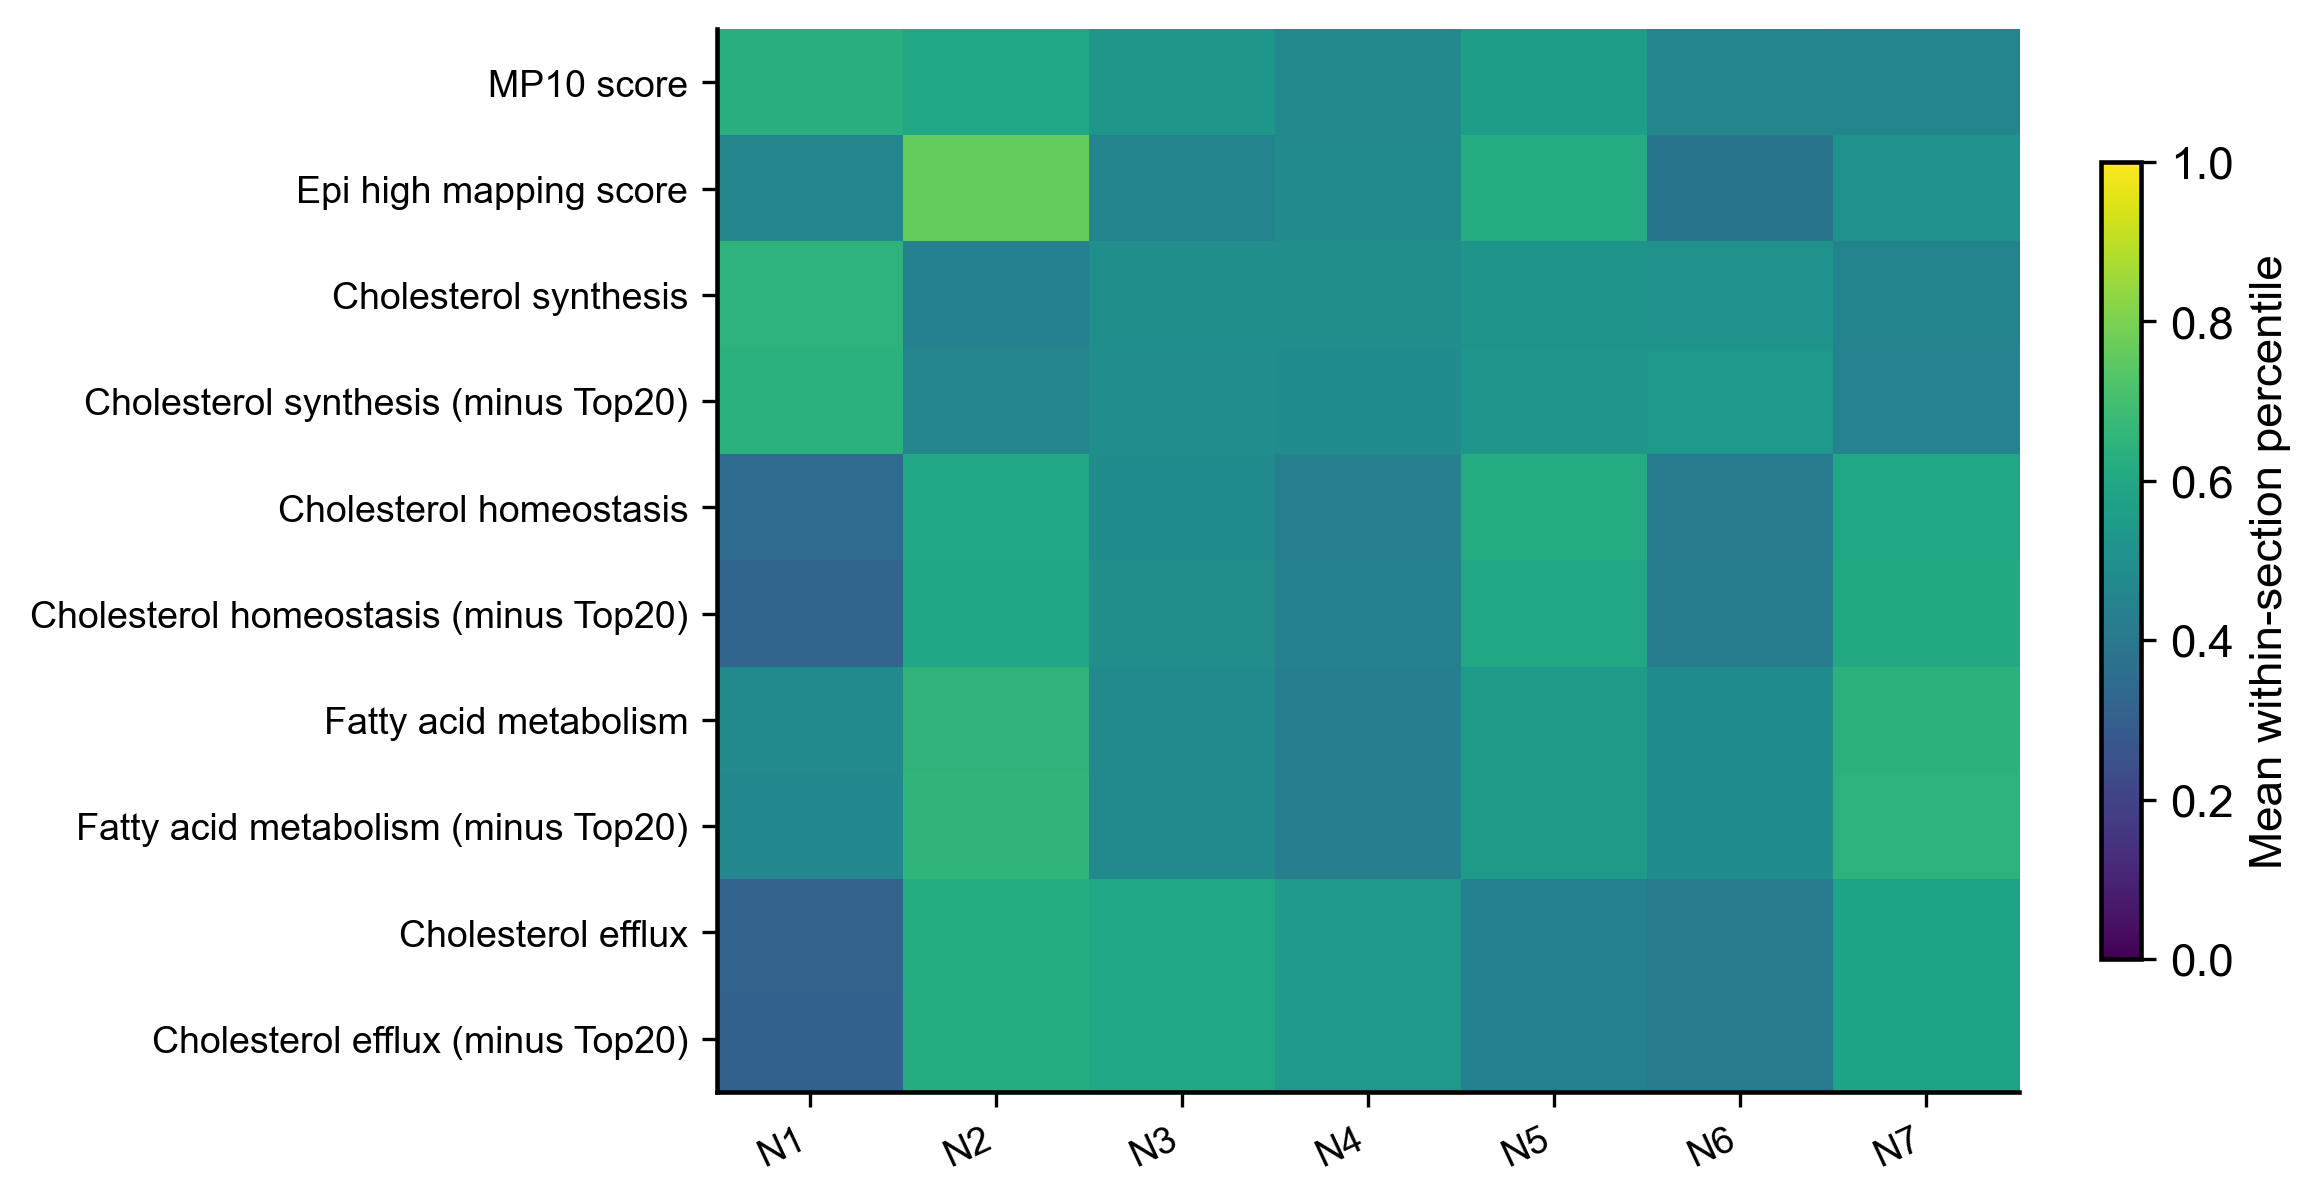 MP10 score
Epi high mapping score
Cholesterol synthesis
Cholesterol synthesis (minus Top20)
Cholesterol homeostasis
Cholesterol homeostasis (minus Top20)
Fatty acid metabolism
Fatty acid metabolism (minus Top20)
Cholesterol efflux
Cholesterol efflux (minus Top20)
N1 N2 N3 N4 N5 N6 N7
1.0
0.8
0.6
0.4
0.2
0.0
Mean within-section percentile